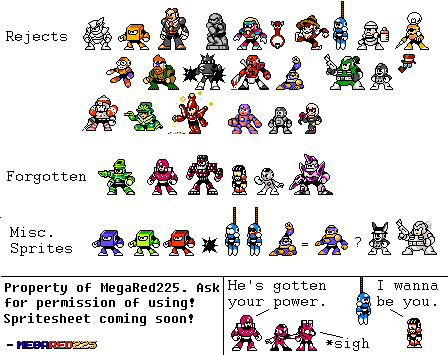 Rejects
Forgotten
Misc.
Sprites
= ?
Property of MegaRed225. Ask
for permission of using!
Spritesheet coming soon!
- MEGARED225
He's gotten
your power.
*sigh
I wanna
be you.